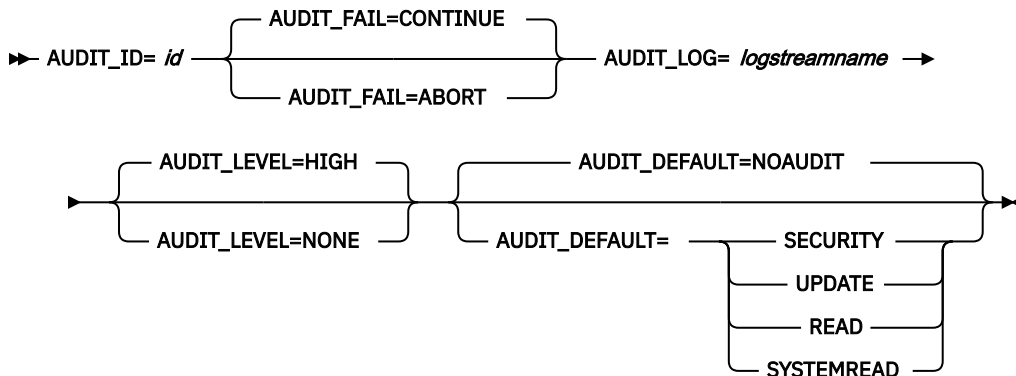 AUDIT_FAIL=CONTINUE
AUDIT_ID= id AUDIT_LOG= logstreamname
AUDIT_FAIL=ABORT
AUDIT_LEVEL=HIGH AUDIT_DEFAULT=NOAUDIT
AUDIT_LEVEL=NONE AUDIT_DEFAULT= SECURITY
UPDATE
READ
SYSTEMREAD